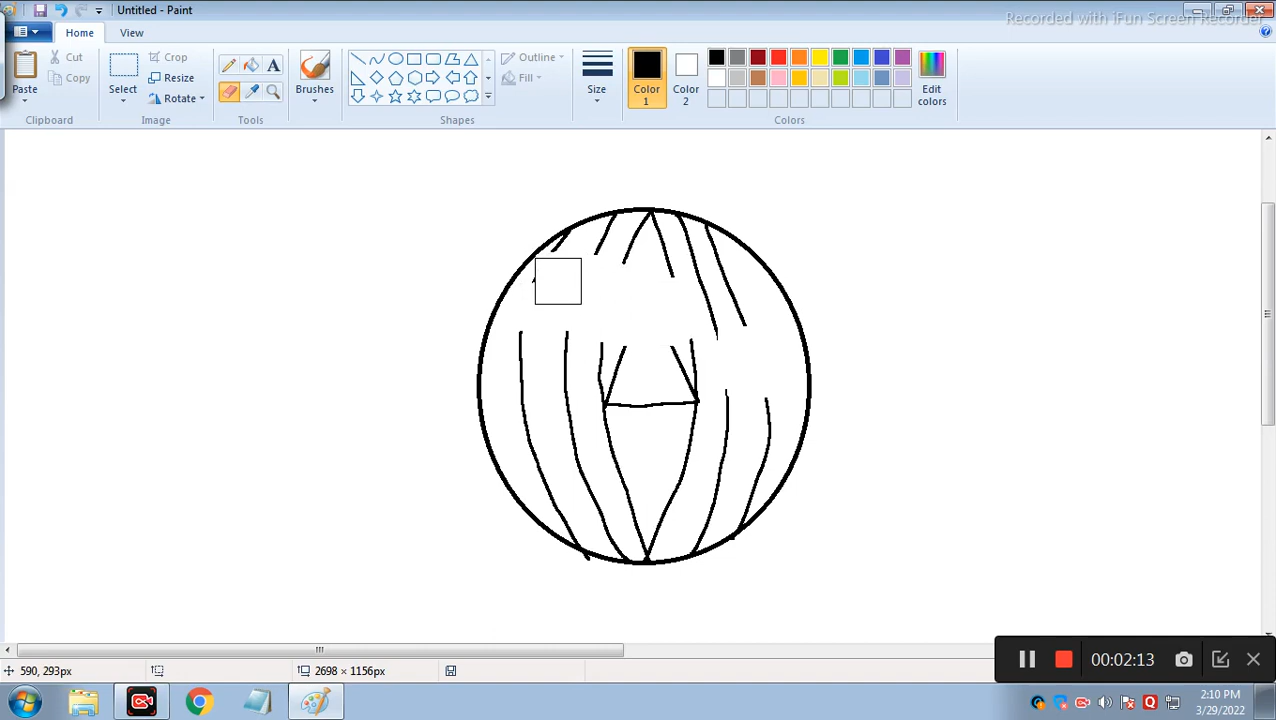 Untitled - Paint
Recorded with iFun Screen Recorder
Home View
Paste
Cut
Copy
Clipboard
Select
Crop
Resize
Rotate
Image
A
Tools
Brushes
Shapes
Outline
Fill
Size
Color 1
Color 2
Edit colors
Colors
590, 293px
2698 × 1156px
00:02:13
2:10 PM
3/29/2022